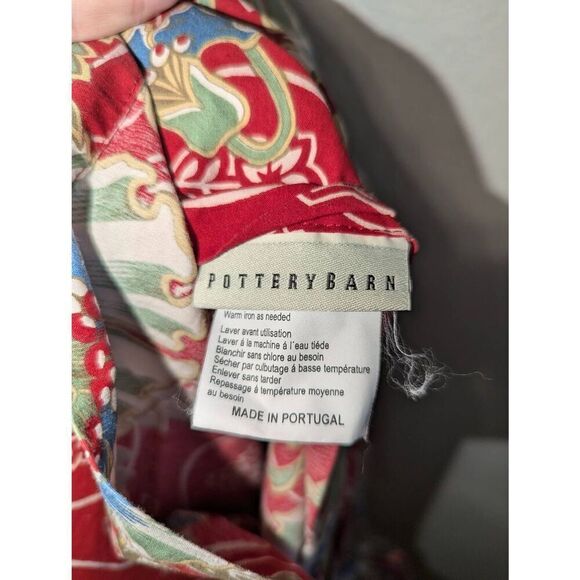 POTTERYBARN
Warm iron as needed
Laver avant utilisation
Laver á la machine á l'eau tiéde
Blanchir sans chlore au besoin
Sécher par culbutage á basse température
Enlever sans tarder
Repassage á température moyenne
au besoin
MADE IN PORTUGAL